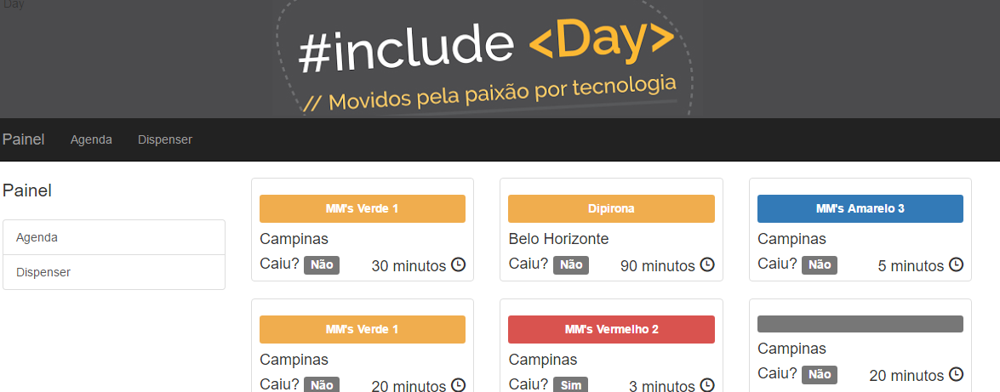 Day
#include <Day>
// Movidos pela paixão por tecnologia
Painel Agenda Dispenser
Painel
Agenda
Dispenser
MM's Verde 1
Campinas
Caiu? Não 30 minutos
Dipirona
Belo Horizonte
Caiu? Não 90 minutos
MM's Amarelo 3
Campinas
Caiu? Não 5 minutos
MM's Verde 1
Campinas
Caiu? Não 20 minutos
MM's Vermelho 2
Campinas
Caiu? Sim 3 minutos
Campinas
Caiu? Não 20 minutos